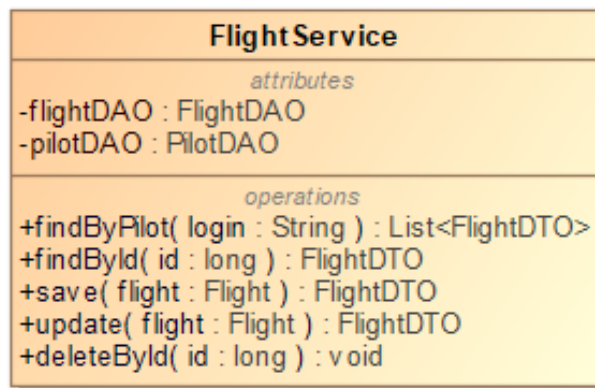 FlightService
attributes
-flightDAO : FlightDAO
-pilotDAO : PilotDAO
operations
+findByPilot( login : String ) : List<FlightDTO>
+findById( id : long ) : FlightDTO
+save( flight : Flight ) : FlightDTO
+update( flight : Flight ) : FlightDTO
+deleteById( id : long ) : void